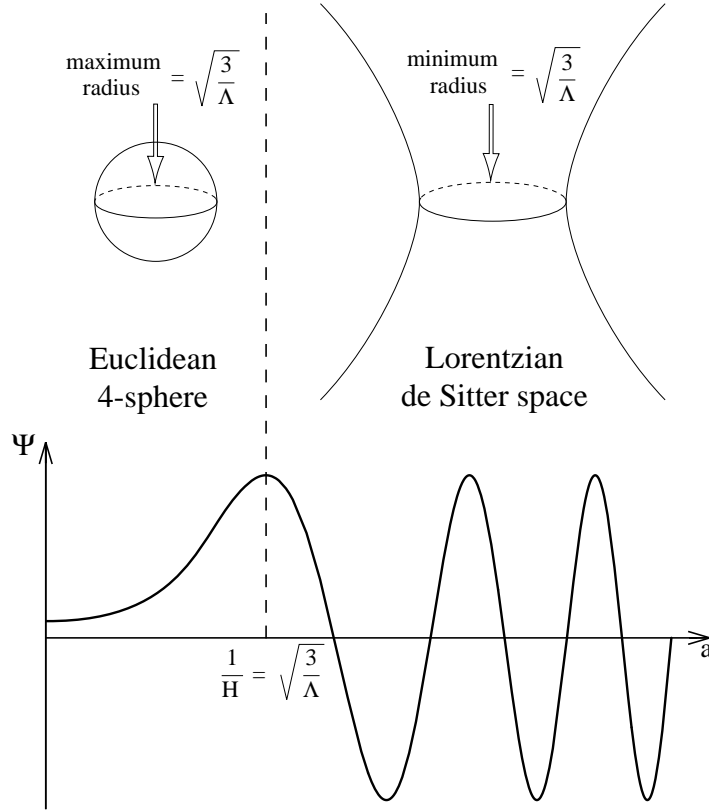 maximum radius = √(3/Λ)
minimum radius = √(3/Λ)
Euclidean
4-sphere
Lorentzian
de Sitter space
Ψ
a
1/H = √(3/Λ)